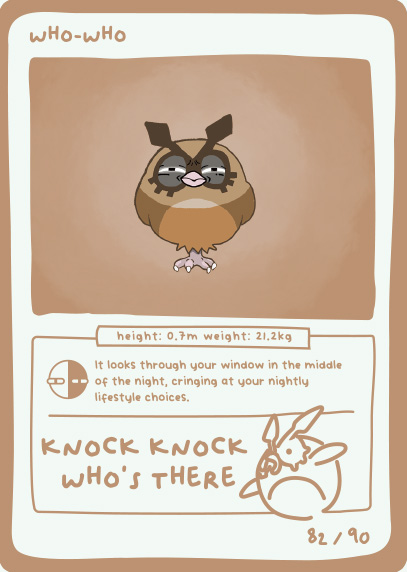 WHO-WHO
height: 0.7m weight: 21.2kg
It looks through your window in the middle
of the night, cringing at your nightly
lifestyle choices.
KNOCK KNOCK
WHO'S THERE
82 / 90